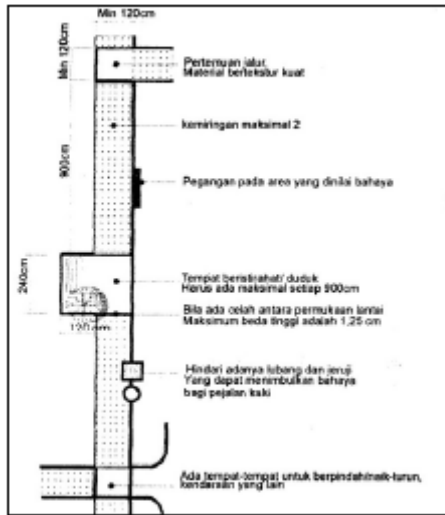 Min 120cm
Min 120cm
Pertemuan jalur,
Material bertekstur kuat
kemiringan maksimal 2
900cm
Pegangan pada area yang dinilai bahaya
240cm
Tempat beristirahat/ duduk
Harus ada maksimal setiap 900cm
Bila ada celah antara permukaan lantai
Maksimum beda tinggi adalah 1,25 cm
120cm
Hindari adanya lubang dan jeruji
Yang dapat menimbulkan bahaya
bagi pejalan kaki
Ada tempat-tempat untuk berpindah/naik-turun,
kendaraan yang lain